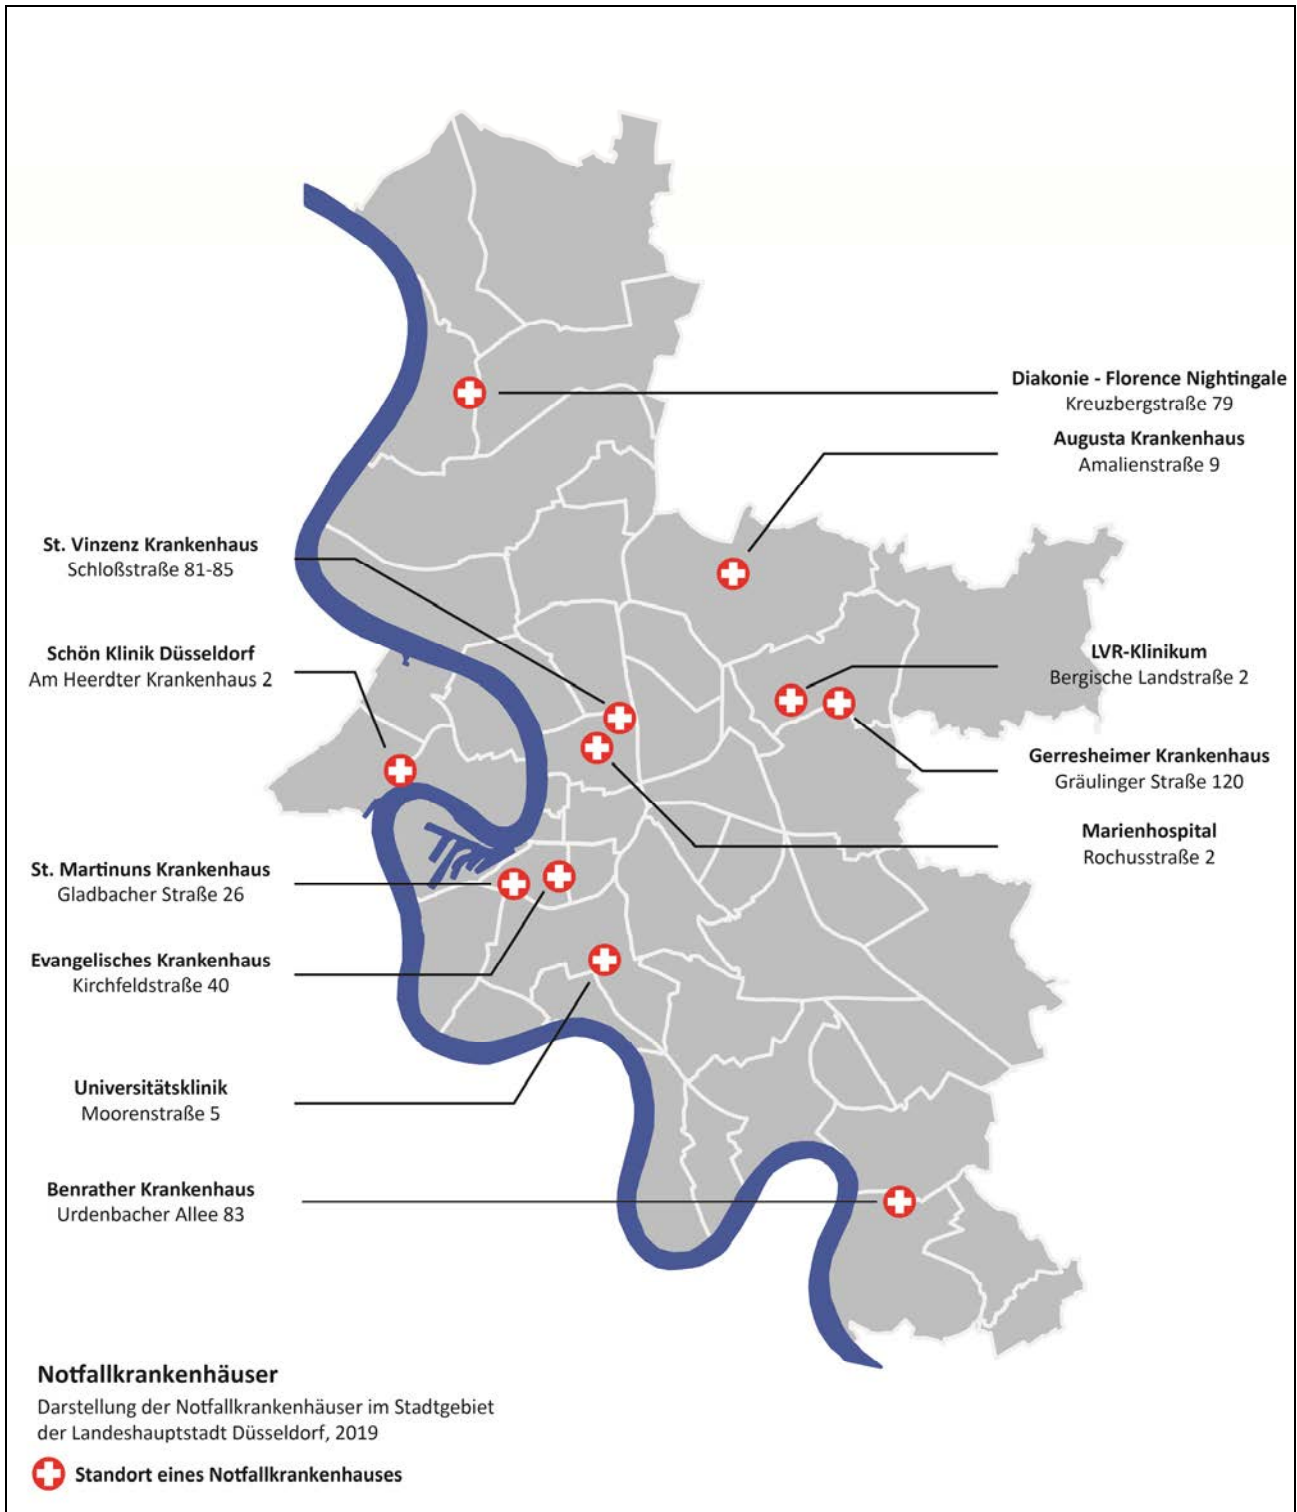 Diakonie - Florence Nightingale
Kreuzbergstraße 79
Augusta Krankenhaus
Amalienstraße 9
St. Vinzenz Krankenhaus
Schloßstraße 81-85
Schön Klinik Düsseldorf
Am Heerdter Krankenhaus 2
LVR-Klinikum
Bergische Landstraße 2
Gerresheimer Krankenhaus
Gräulinger Straße 120
Marienhospital
Rochusstraße 2
St. Martinuns Krankenhaus
Gladbacher Straße 26
Evangelisches Krankenhaus
Kirchfeldstraße 40
Universitätsklinik
Moorenstraße 5
Benrather Krankenhaus
Urdenbacher Allee 83
Notfallkrankenhäuser
Darstellung der Notfallkrankenhäuser im Stadtgebiet
der Landeshauptstadt Düsseldorf, 2019
Standort eines Notfallkrankenhauses